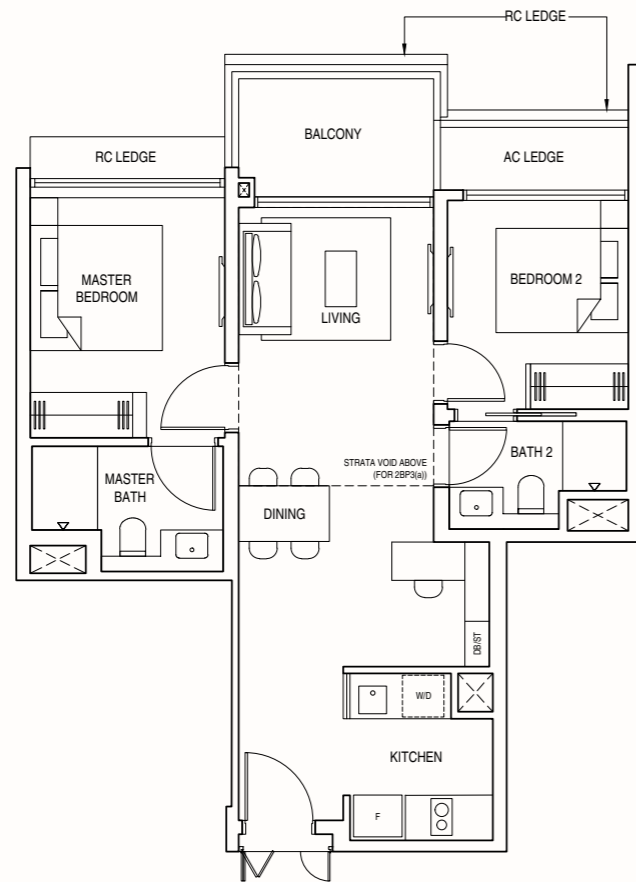 RC LEDGE
BALCONY
RC LEDGE
AC LEDGE
MASTER
BEDROOM
BEDROOM 2
LIVING
STRATA VOID ABOVE
(FOR 2BP3(a))
BATH 2
MASTER
BATH
DINING
DB/ST
W/D
KITCHEN
F